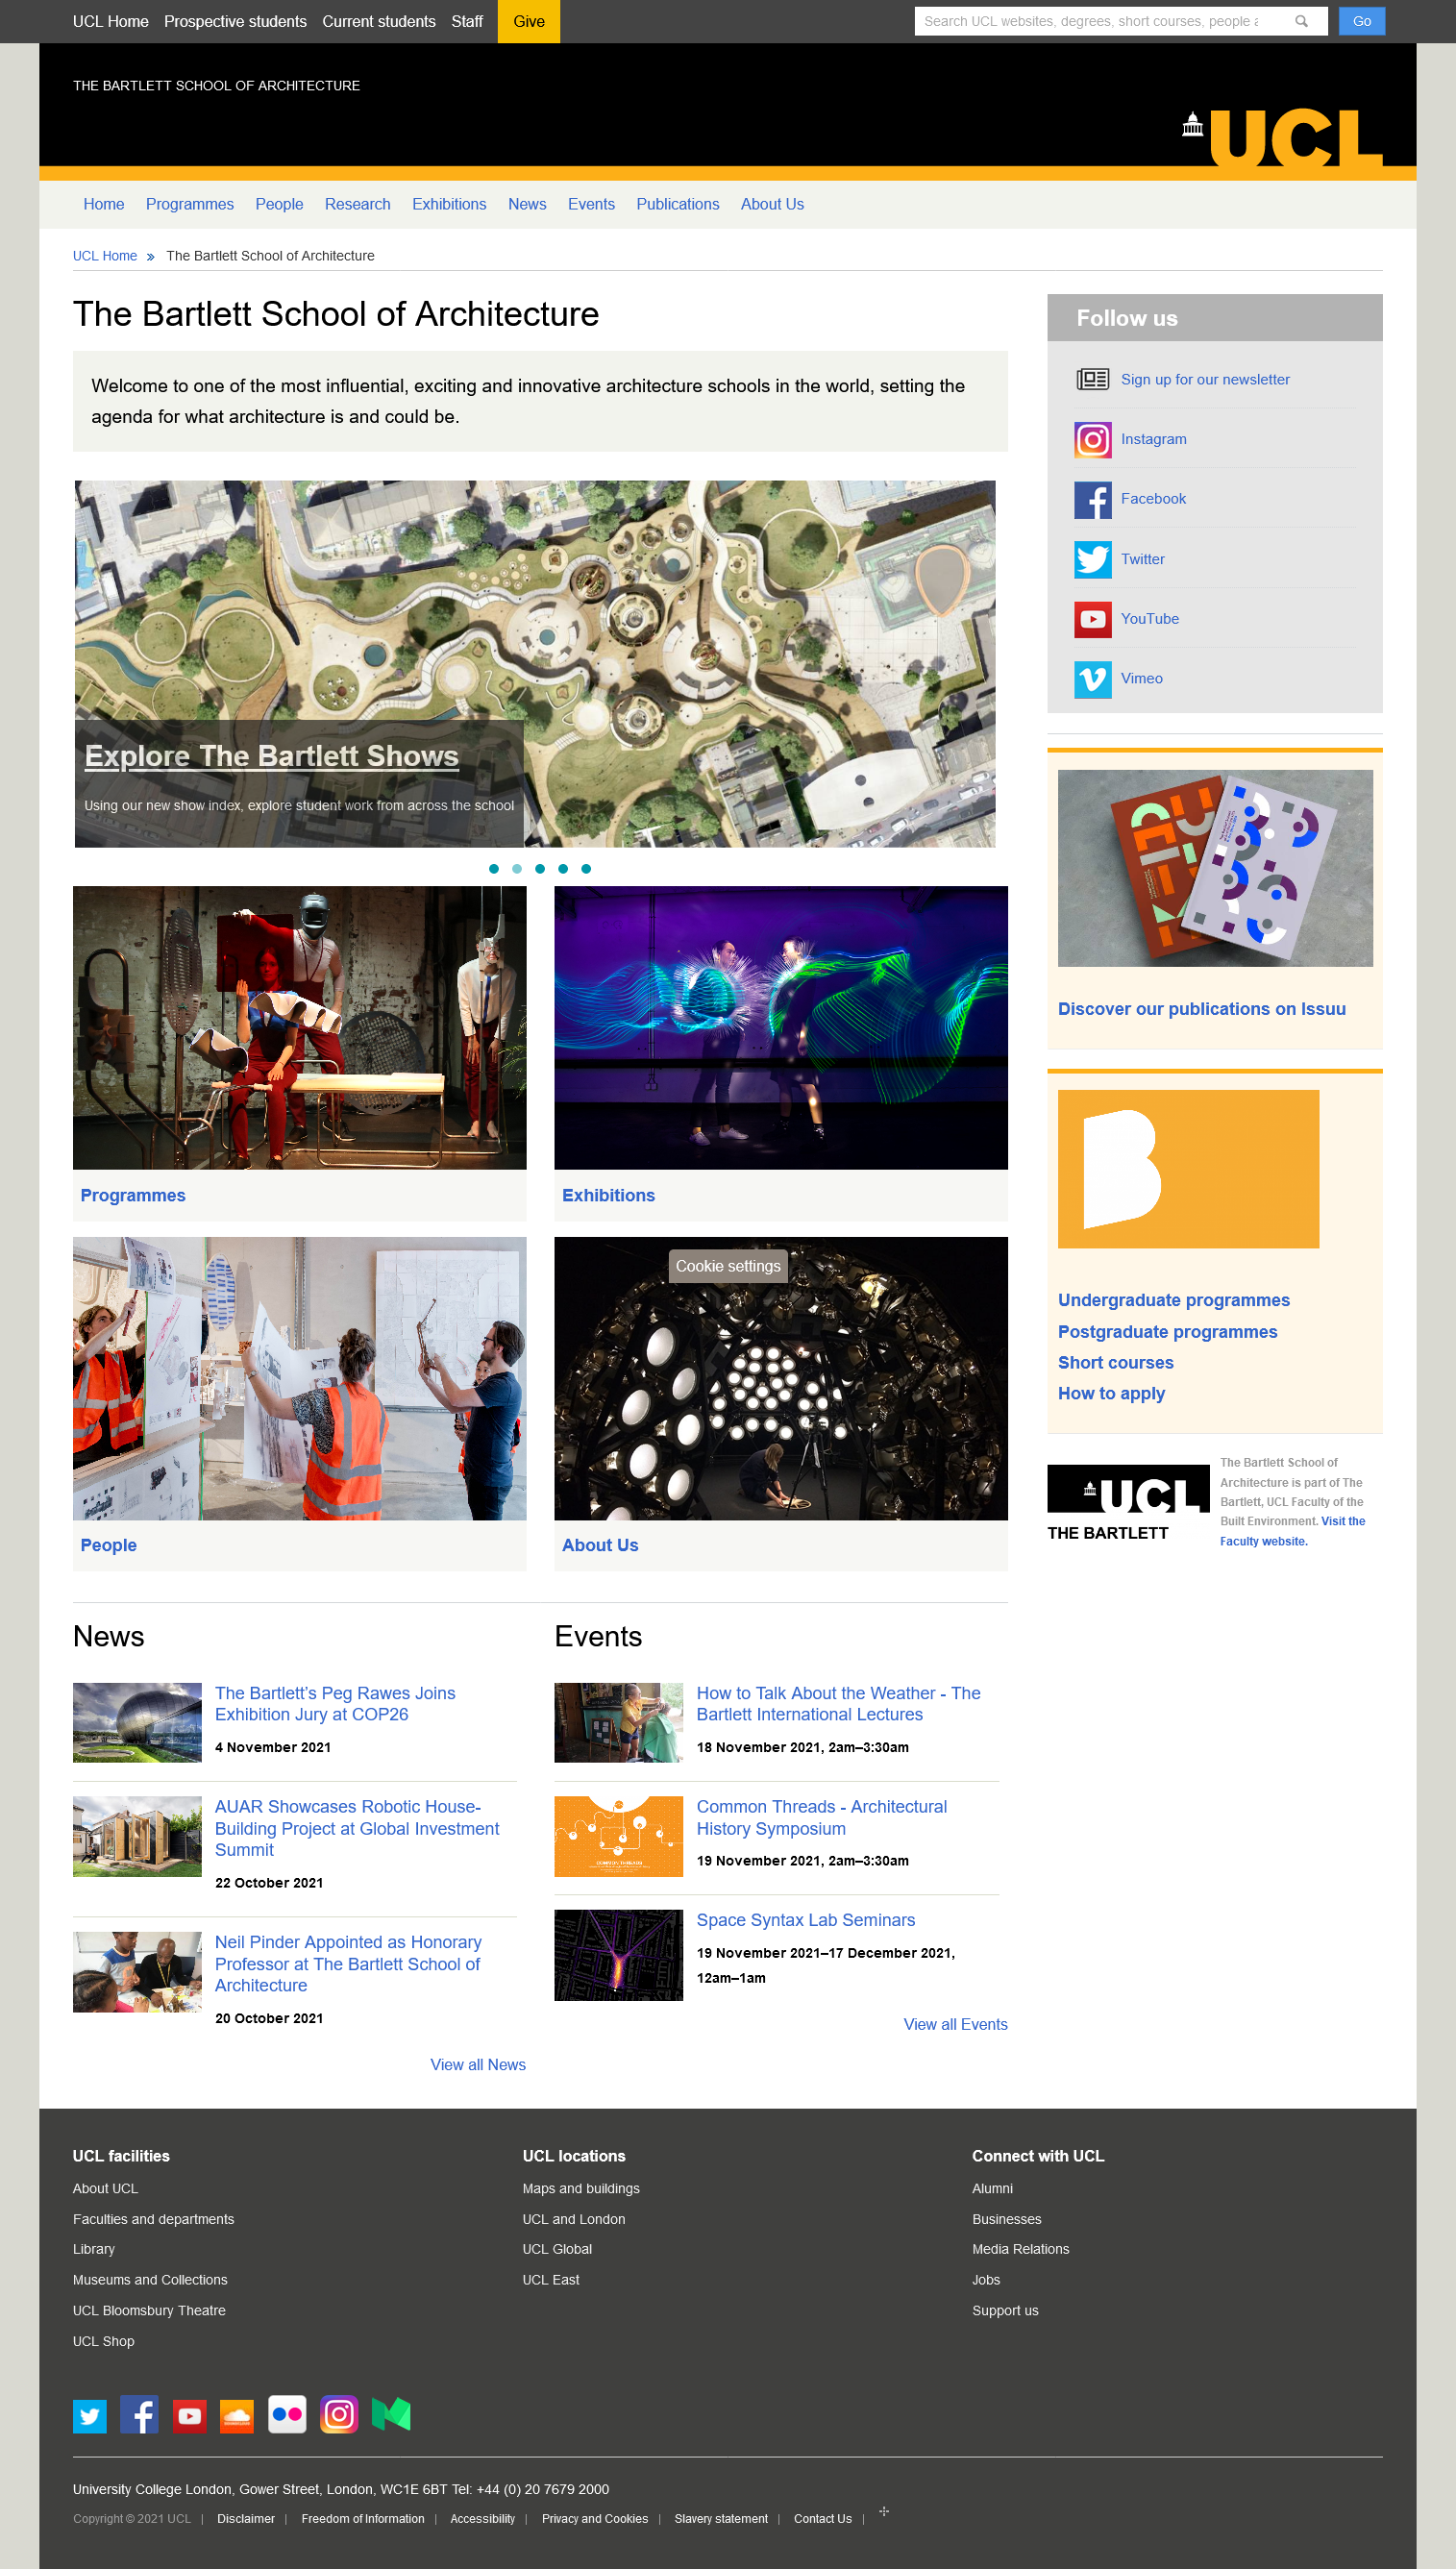 UCL Home Prospective students Current students Staff Give
Search UCL websites, degrees, short courses, people Go
THE BARTLETT SCHOOL OF ARCHITECTURE
UCL
Home Programmes People Research Exhibitions News Events Publications About Us
UCL Home » The Bartlett School of Architecture
The Bartlett School of Architecture
Welcome to one of the most influential, exciting and innovative architecture schools in the world, setting the
agenda for what architecture is and could be.
Explore The Bartlett Shows
Using our new show index, explore student work from across the school
Programmes
Exhibitions
Cookie settings
People
About Us
Follow us
Sign up for our newsletter
Instagram
Facebook
Twitter
YouTube
Vimeo
Discover our publications on Issuu
B
Undergraduate programmes
Postgraduate programmes
Short courses
How to apply
UCL
THE BARTLETT
The Bartlett School of
Architecture is part of The
Bartlett, UCL Faculty of the
Built Environment. Visit the
Faculty website.
News
The Bartlett’s Peg Rawes Joins
Exhibition Jury at COP26
4 November 2021
AUAR Showcases Robotic House-
Building Project at Global Investment
Summit
22 October 2021
Neil Pinder Appointed as Honorary
Professor at The Bartlett School of
Architecture
20 October 2021
View all News
Events
How to Talk About the Weather - The
Bartlett International Lectures
18 November 2021, 2am–3:30am
COMMON THREADS
Common Threads - Architectural
History Symposium
19 November 2021, 2am–3:30am
Space Syntax Lab Seminars
19 November 2021–17 December 2021,
12am–1am
View all Events
UCL facilities
About UCL
Faculties and departments
Library
Museums and Collections
UCL Bloomsbury Theatre
UCL Shop
UCL locations
Maps and buildings
UCL and London
UCL Global
UCL East
Connect with UCL
Alumni
Businesses
Media Relations
Jobs
Support us
University College London, Gower Street, London, WC1E 6BT Tel: +44 (0) 20 7679 2000
Copyright © 2021 UCL | Disclaimer | Freedom of Information | Accessibility | Privacy and Cookies | Slavery statement | Contact Us |